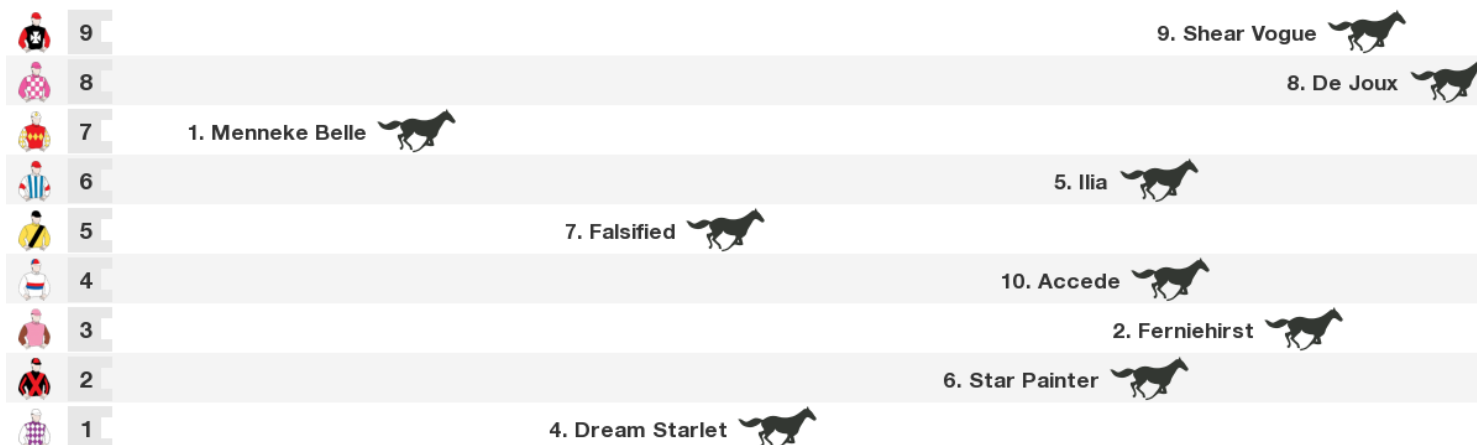 9 9. Shear Vogue
8 8. De Joux
7 1. Menneke Belle
6 5. Ilia
5 7. Falsified
4 10. Accede
3 2. Ferniehirst
2 6. Star Painter
1 4. Dream Starlet